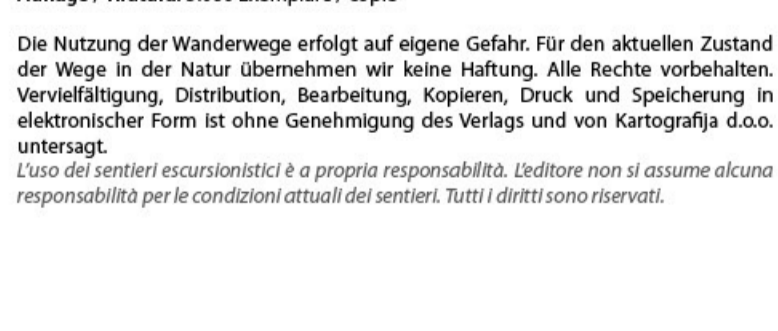 Die Nutzung der Wanderwege erfolgt auf eigene Gefahr. Für den aktuellen Zustand
der Wege in der Natur übernehmen wir keine Haftung. Alle Rechte vorbehalten.
Vervielfältigung, Distribution, Bearbeitung, Kopieren, Druck und Speicherung in
elektronischer Form ist ohne Genehmigung des Verlags und von Kartografija d.o.o.
untersagt.
L'uso dei sentieri escursionistici è a propria responsabilità. L'editore non si assume alcuna
responsabilità per le condizioni attuali dei sentieri. Tutti i diritti sono riservati.